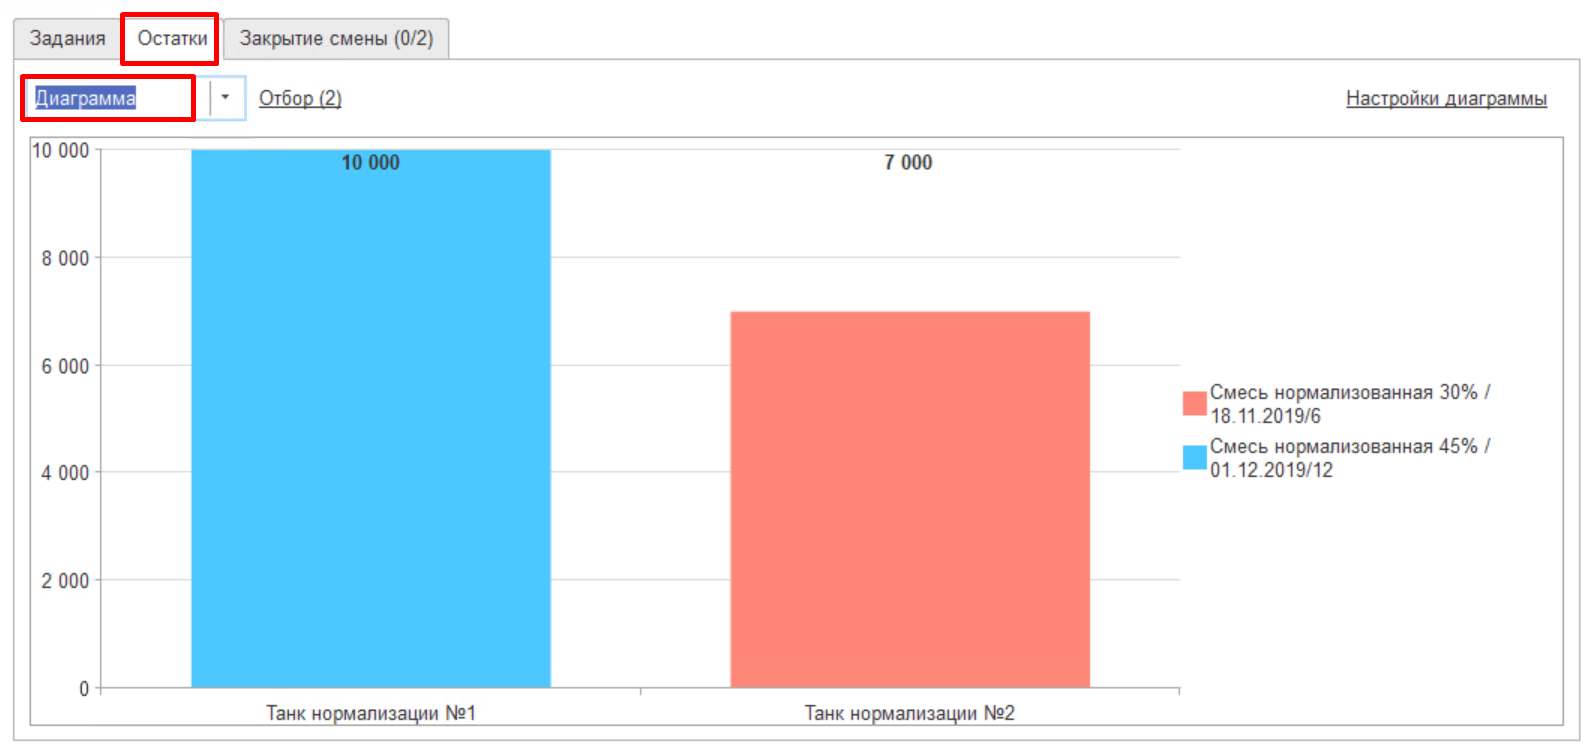 Задания Остатки Закрытие смены (0/2)
Диаграмма Отбор (2) Настройки диаграммы
10 000 7 000
10 000
8 000
6 000
4 000
2 000
0
Танк нормализации №1 Танк нормализации №2
Смесь нормализованная 30% /
18.11.2019/6
Смесь нормализованная 45% /
01.12.2019/12